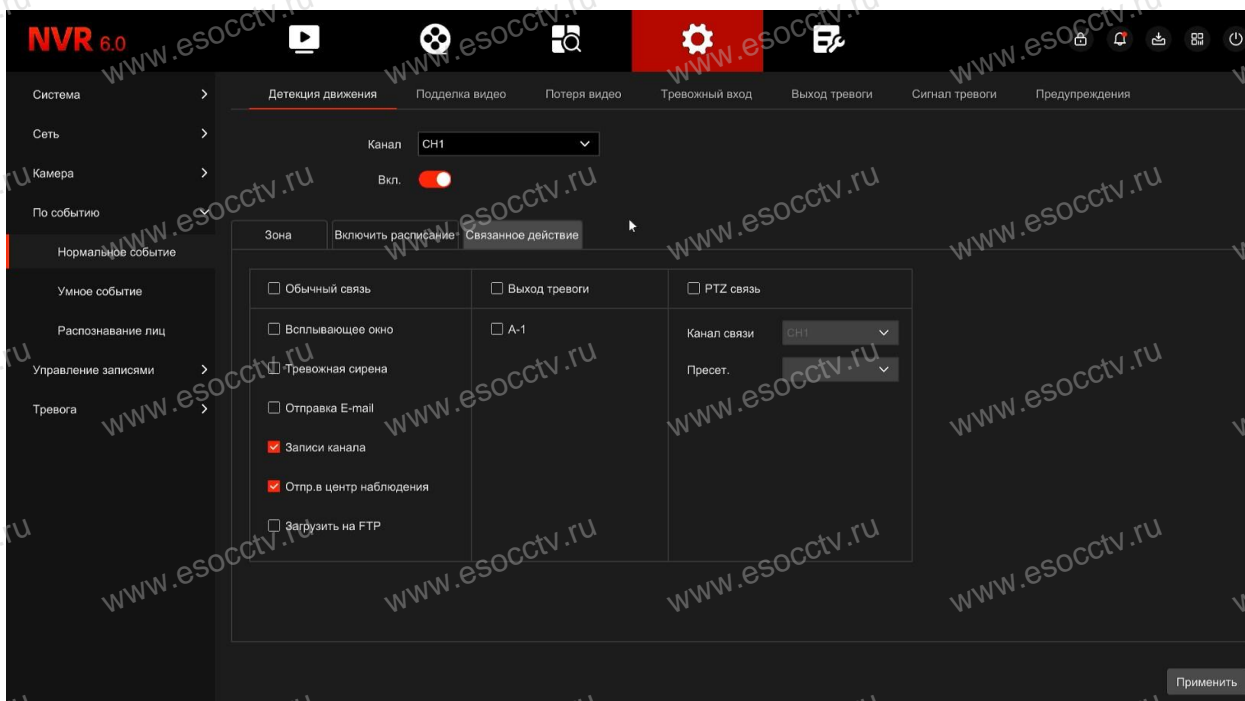 NVR 6.0
Система
Сеть
Камера
По событию
Нормальное событие
Умное событие
Распознавание лиц
Управление записями
Тревога
Детекция движения Подделка видео Потеря видео Тревожный вход Выход тревоги Сигнал тревоги Предупреждения
Канал CH1
Вкл.
Зона Включить расписание Связанное действие
Обычный связь Выход тревоги PTZ связь
Всплывающее окно A-1 Канал связи CH1
Тревожная сирена Пресет.
Отправка E-mail
Записи канала
Отпр.в центр наблюдения
Загрузить на FTP
Применить
www.esocctv.ru